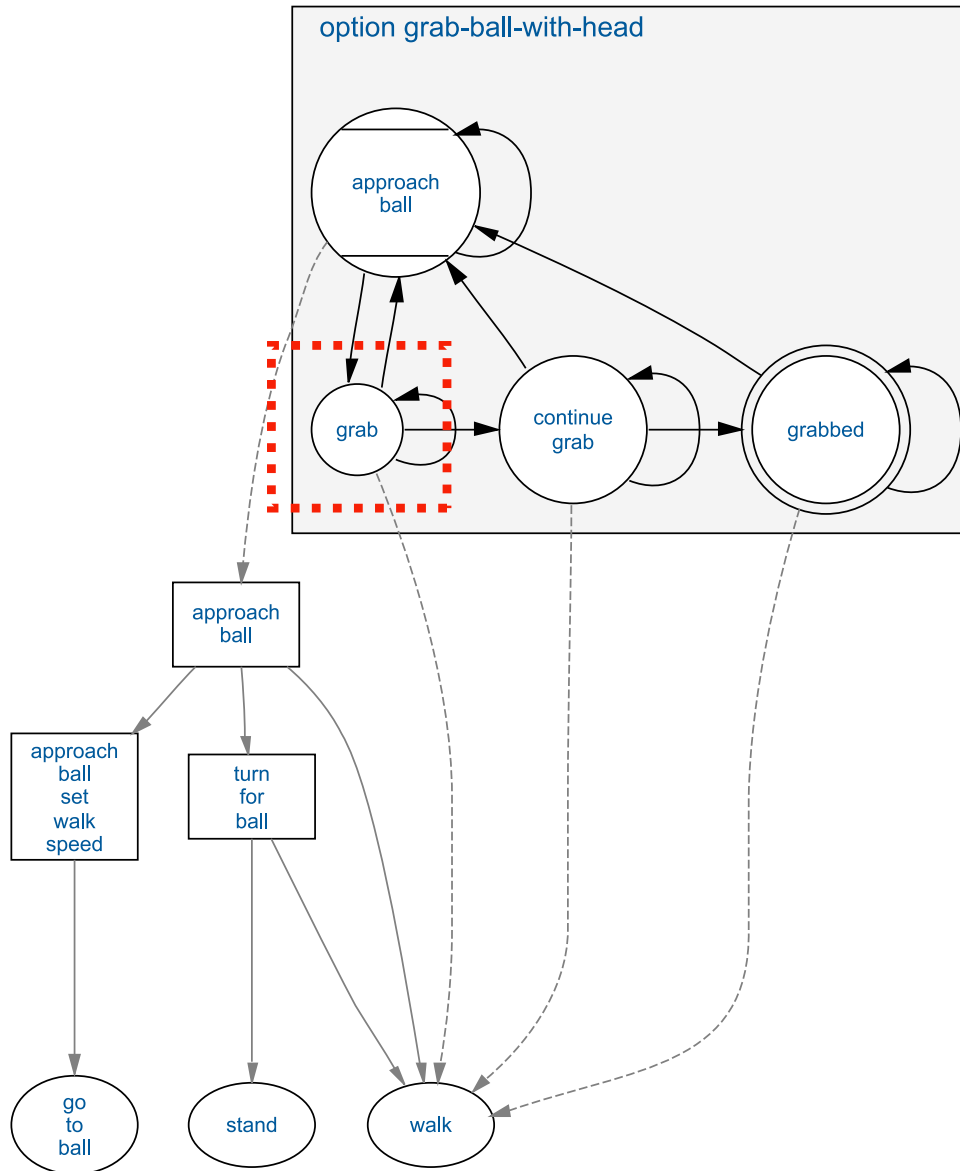 option grab-ball-with-head
approach
ball
grab
continue
grab
grabbed
approach
ball
approach
ball
set
walk
speed
turn
for
ball
go
to
ball
stand
walk